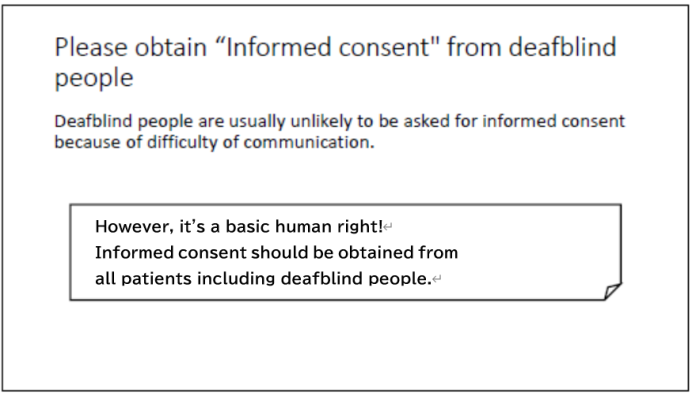 Please obtain “Informed consent" from deafblind
people
Deafblind people are usually unlikely to be asked for informed consent
because of difficulty of communication.
However, it’s a basic human right!↵
Informed consent should be obtained from
all patients including deafblind people.↵